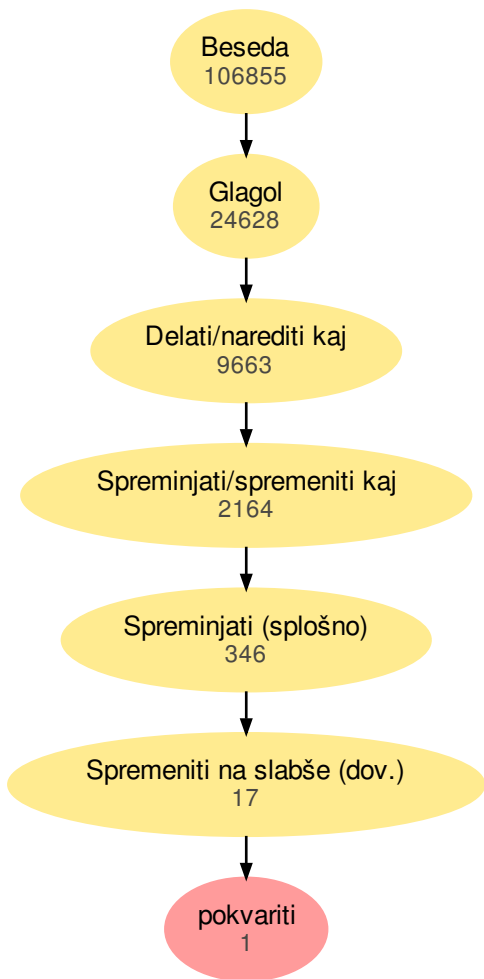 Beseda
106855
Glagol
24628
Delati/narediti kaj
9663
Spreminjati/spremeniti kaj
2164
Spreminjati (splošno)
346
Spremeniti na slabše (dov.)
17
pokvariti
1